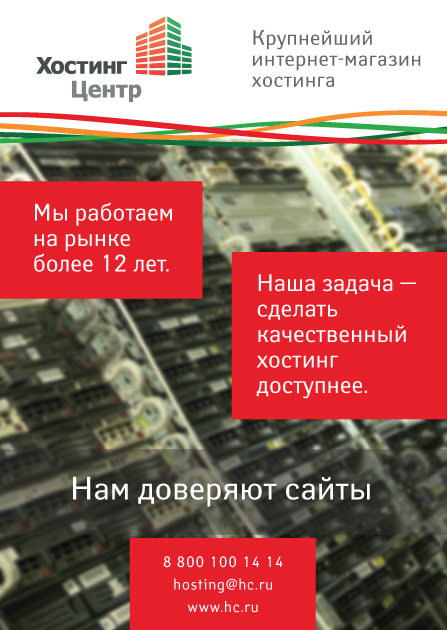 Хостинг
Центр
Крупнейший
интернет-магазин
хостинга
Мы работаем
на рынке
более 12 лет.
Наша задача —
сделать
качественный
хостинг
доступнее.
Нам доверяют сайты
8 800 100 14 14
hosting@hc.ru
www.hc.ru